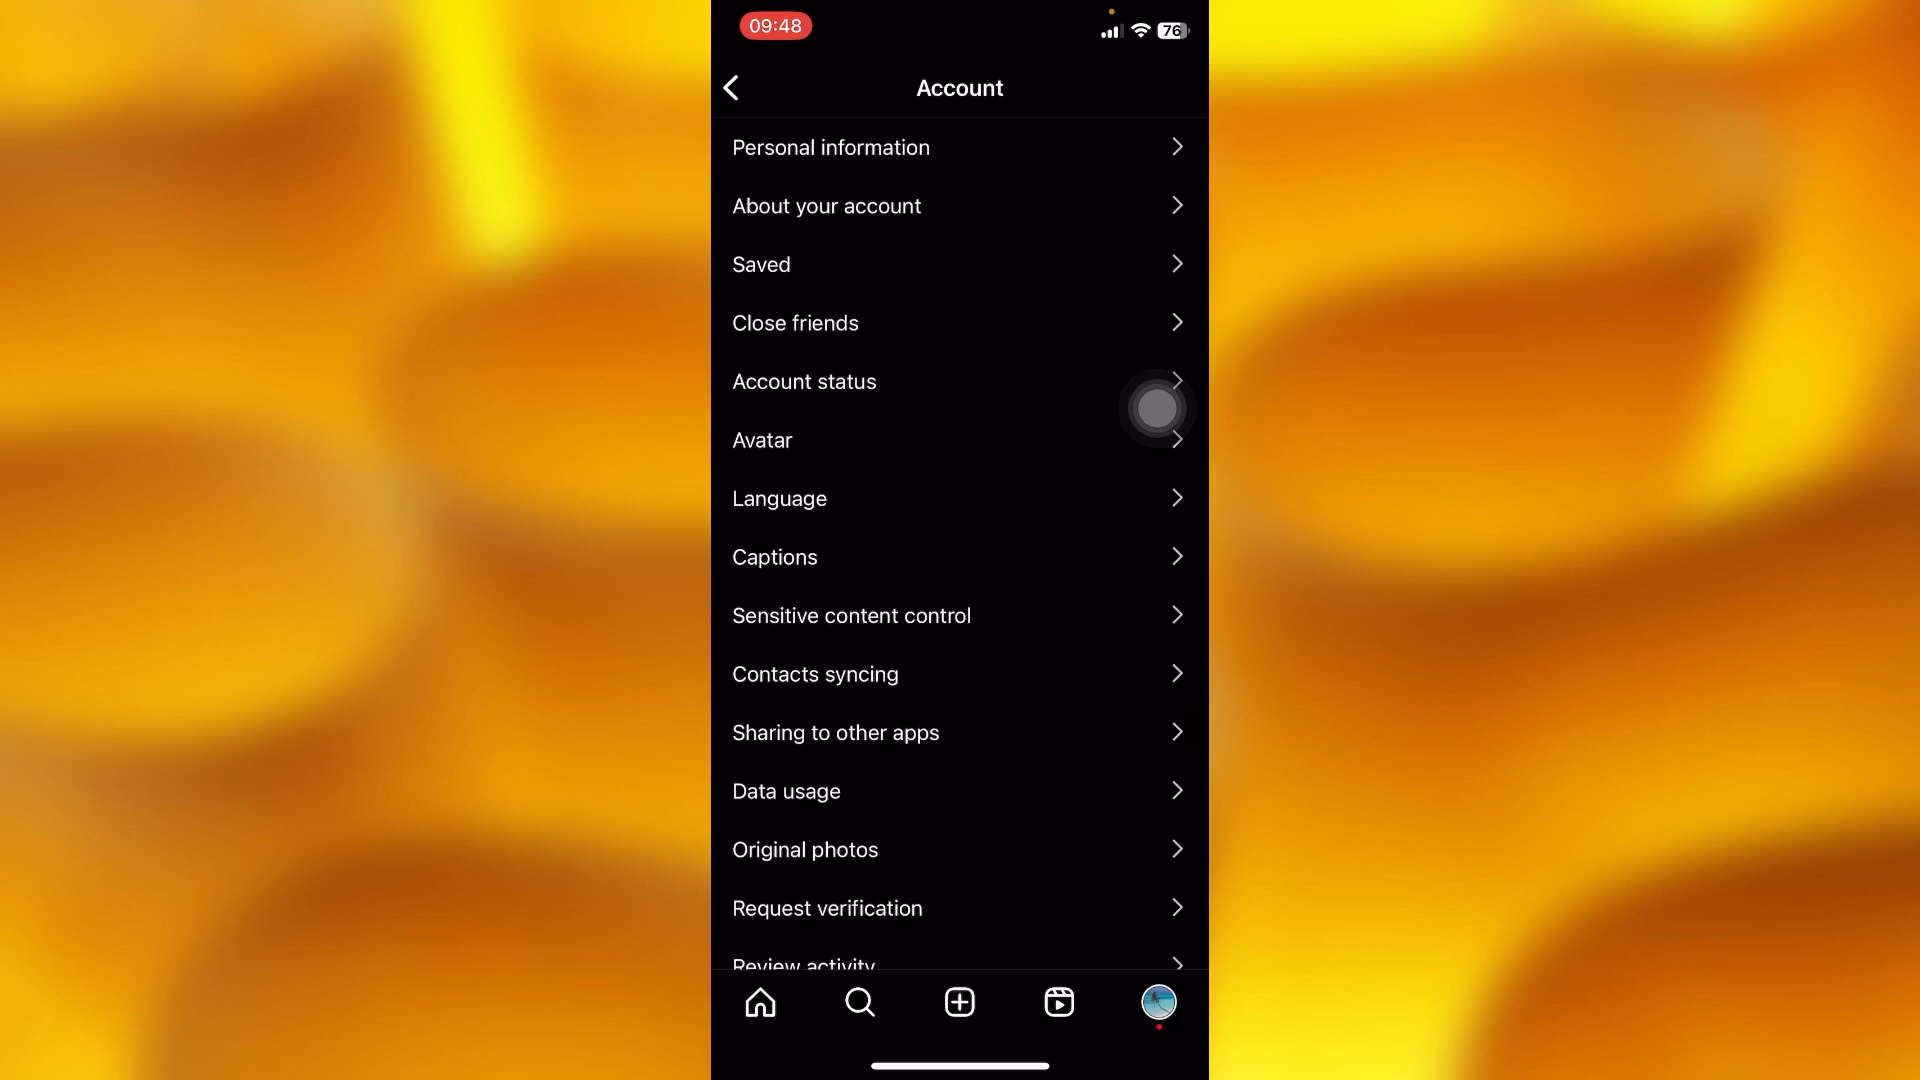 09:48
76
Account
Personal information
About your account
Saved
Close friends
Account status
Avatar
Language
Captions
Sensitive content control
Contacts syncing
Sharing to other apps
Data usage
Original photos
Request verification
Review activity